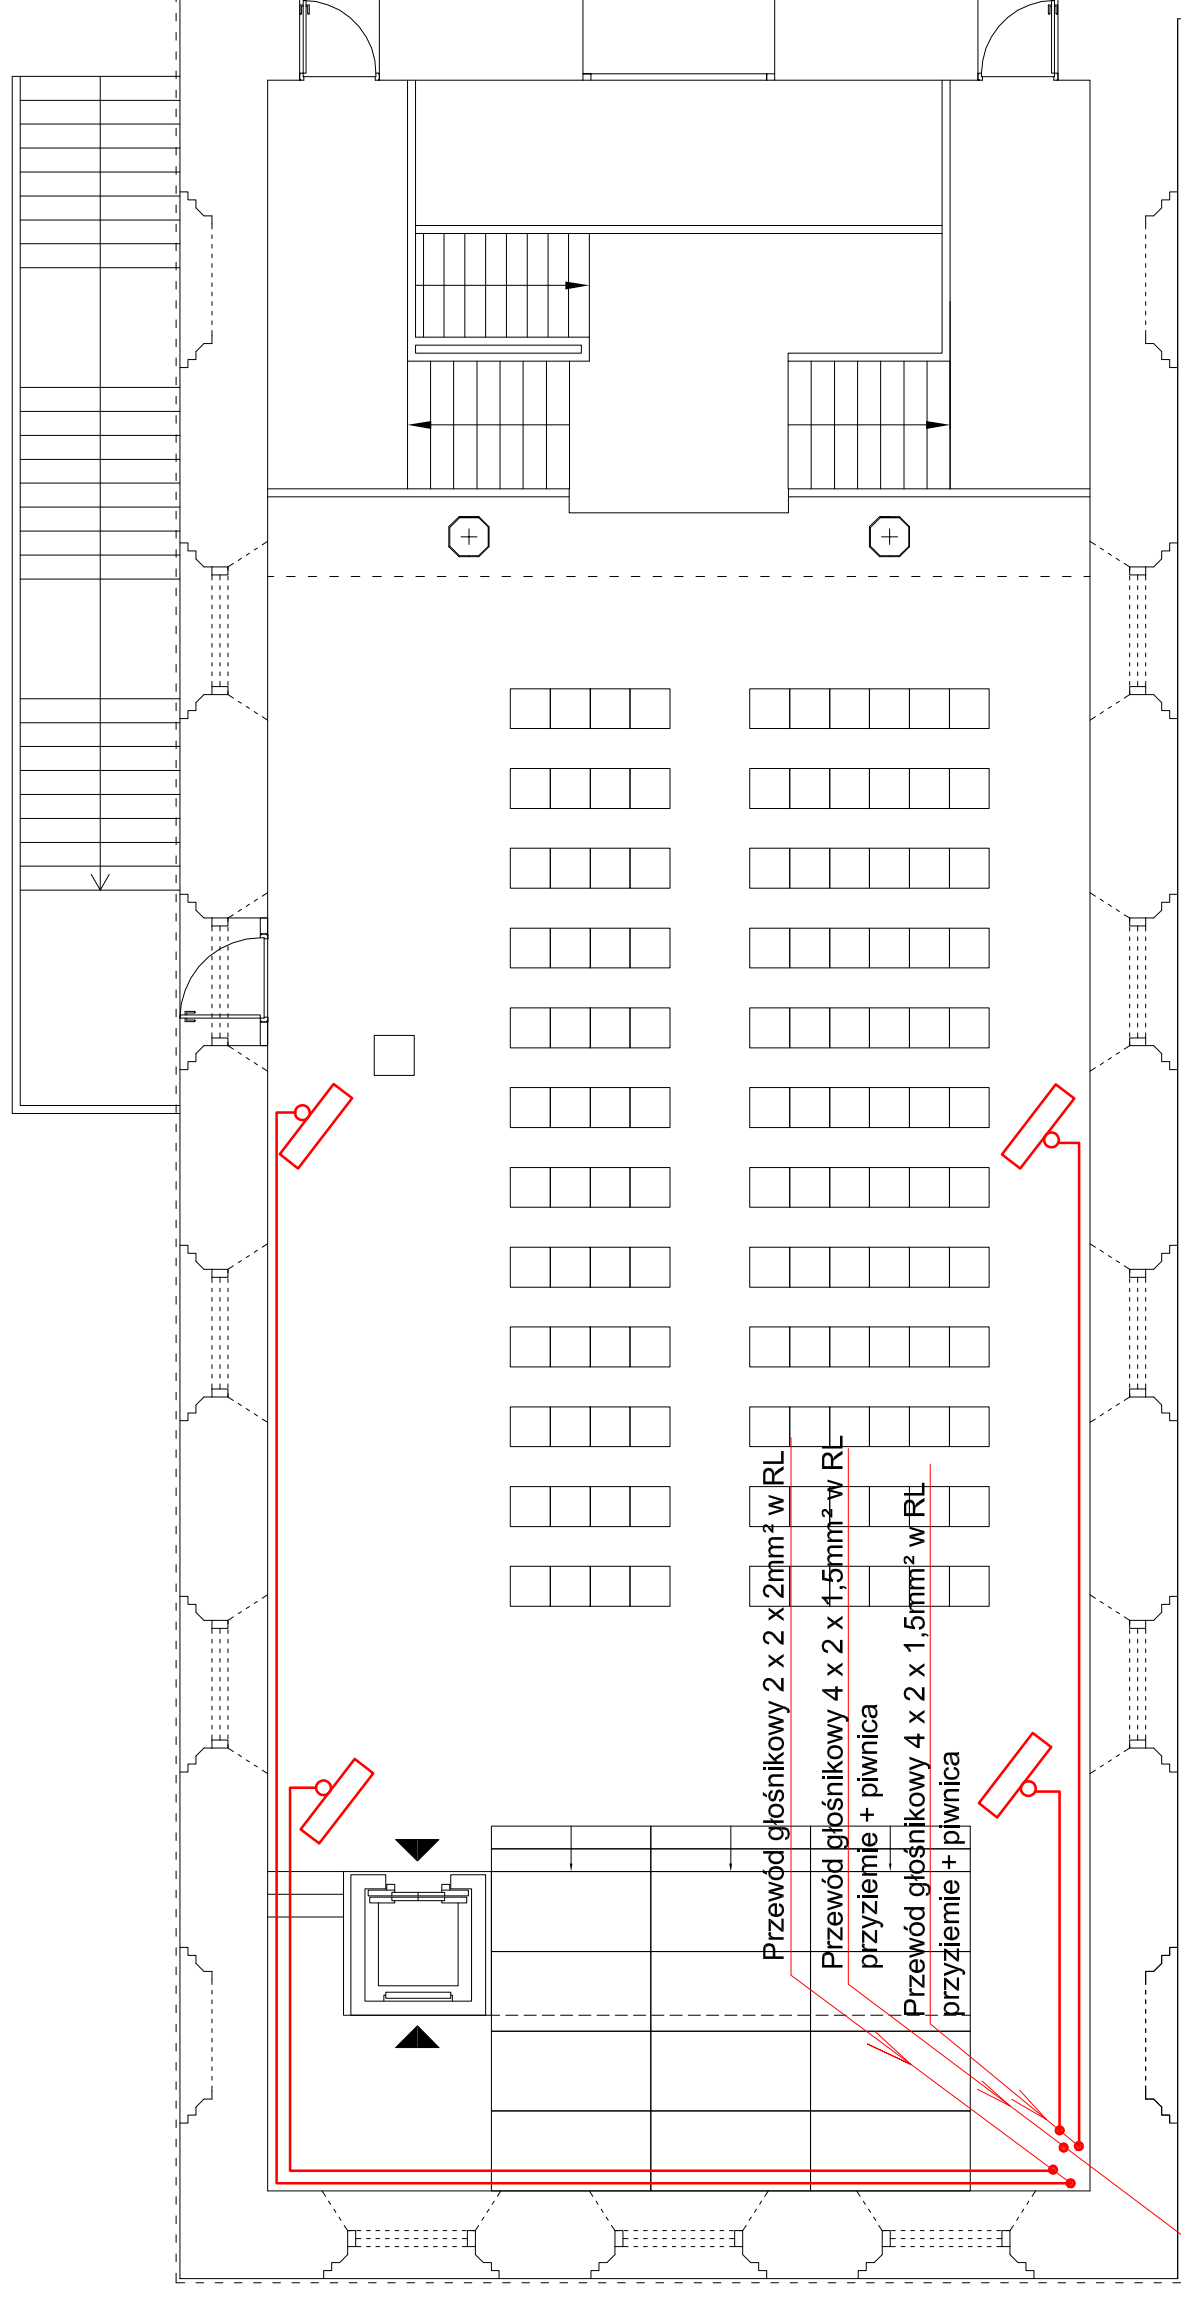 Przewód głośnikowy 2 x 2 x 2mm² w RL
Przewód głośnikowy 4 x 2 x 1,5mm² w RL
przyziemie + piwnica
Przewód głośnikowy 4 x 2 x 1,5mm² w RL
przyziemie + piwnica